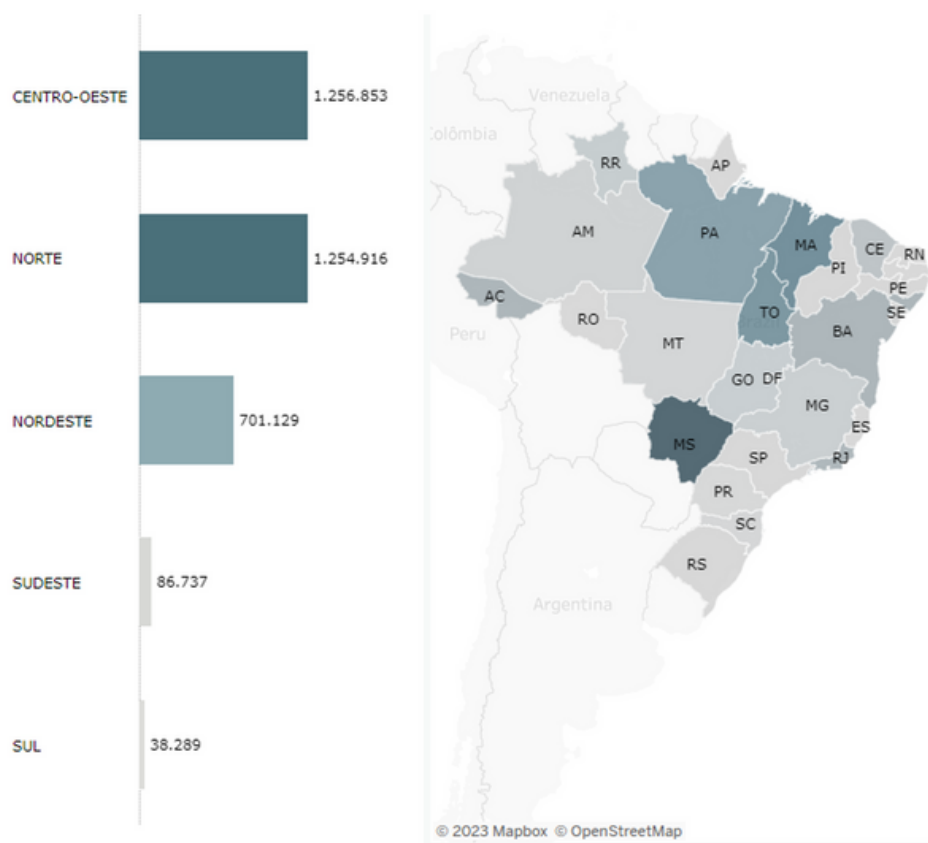 CENTRO-OESTE 1.256.853
NORTE 1.254.916
NORDESTE 701.129
SUDESTE 86.737
SUL 38.289
Venezuela
olômbia
RR
AP
AM
PA
MA
CE
RN
PI
PE
AC
TO
SE
RO
Brazil
BA
Peru
MT
GO
DF
MG
ES
MS
SP
RJ
PR
SC
RS
Argentina
© 2023 Mapbox © OpenStreetMap